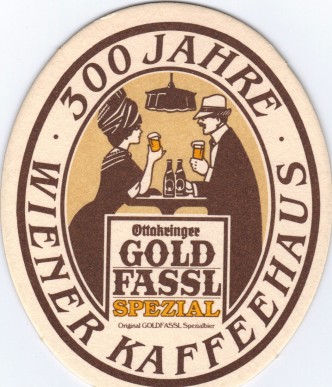 · 300 JAHRE ·
WIENER KAFFEEHAUS
Ottakringer
GOLD
FASSL
SPEZIAL
Original GOLDFASSL Spezialbier